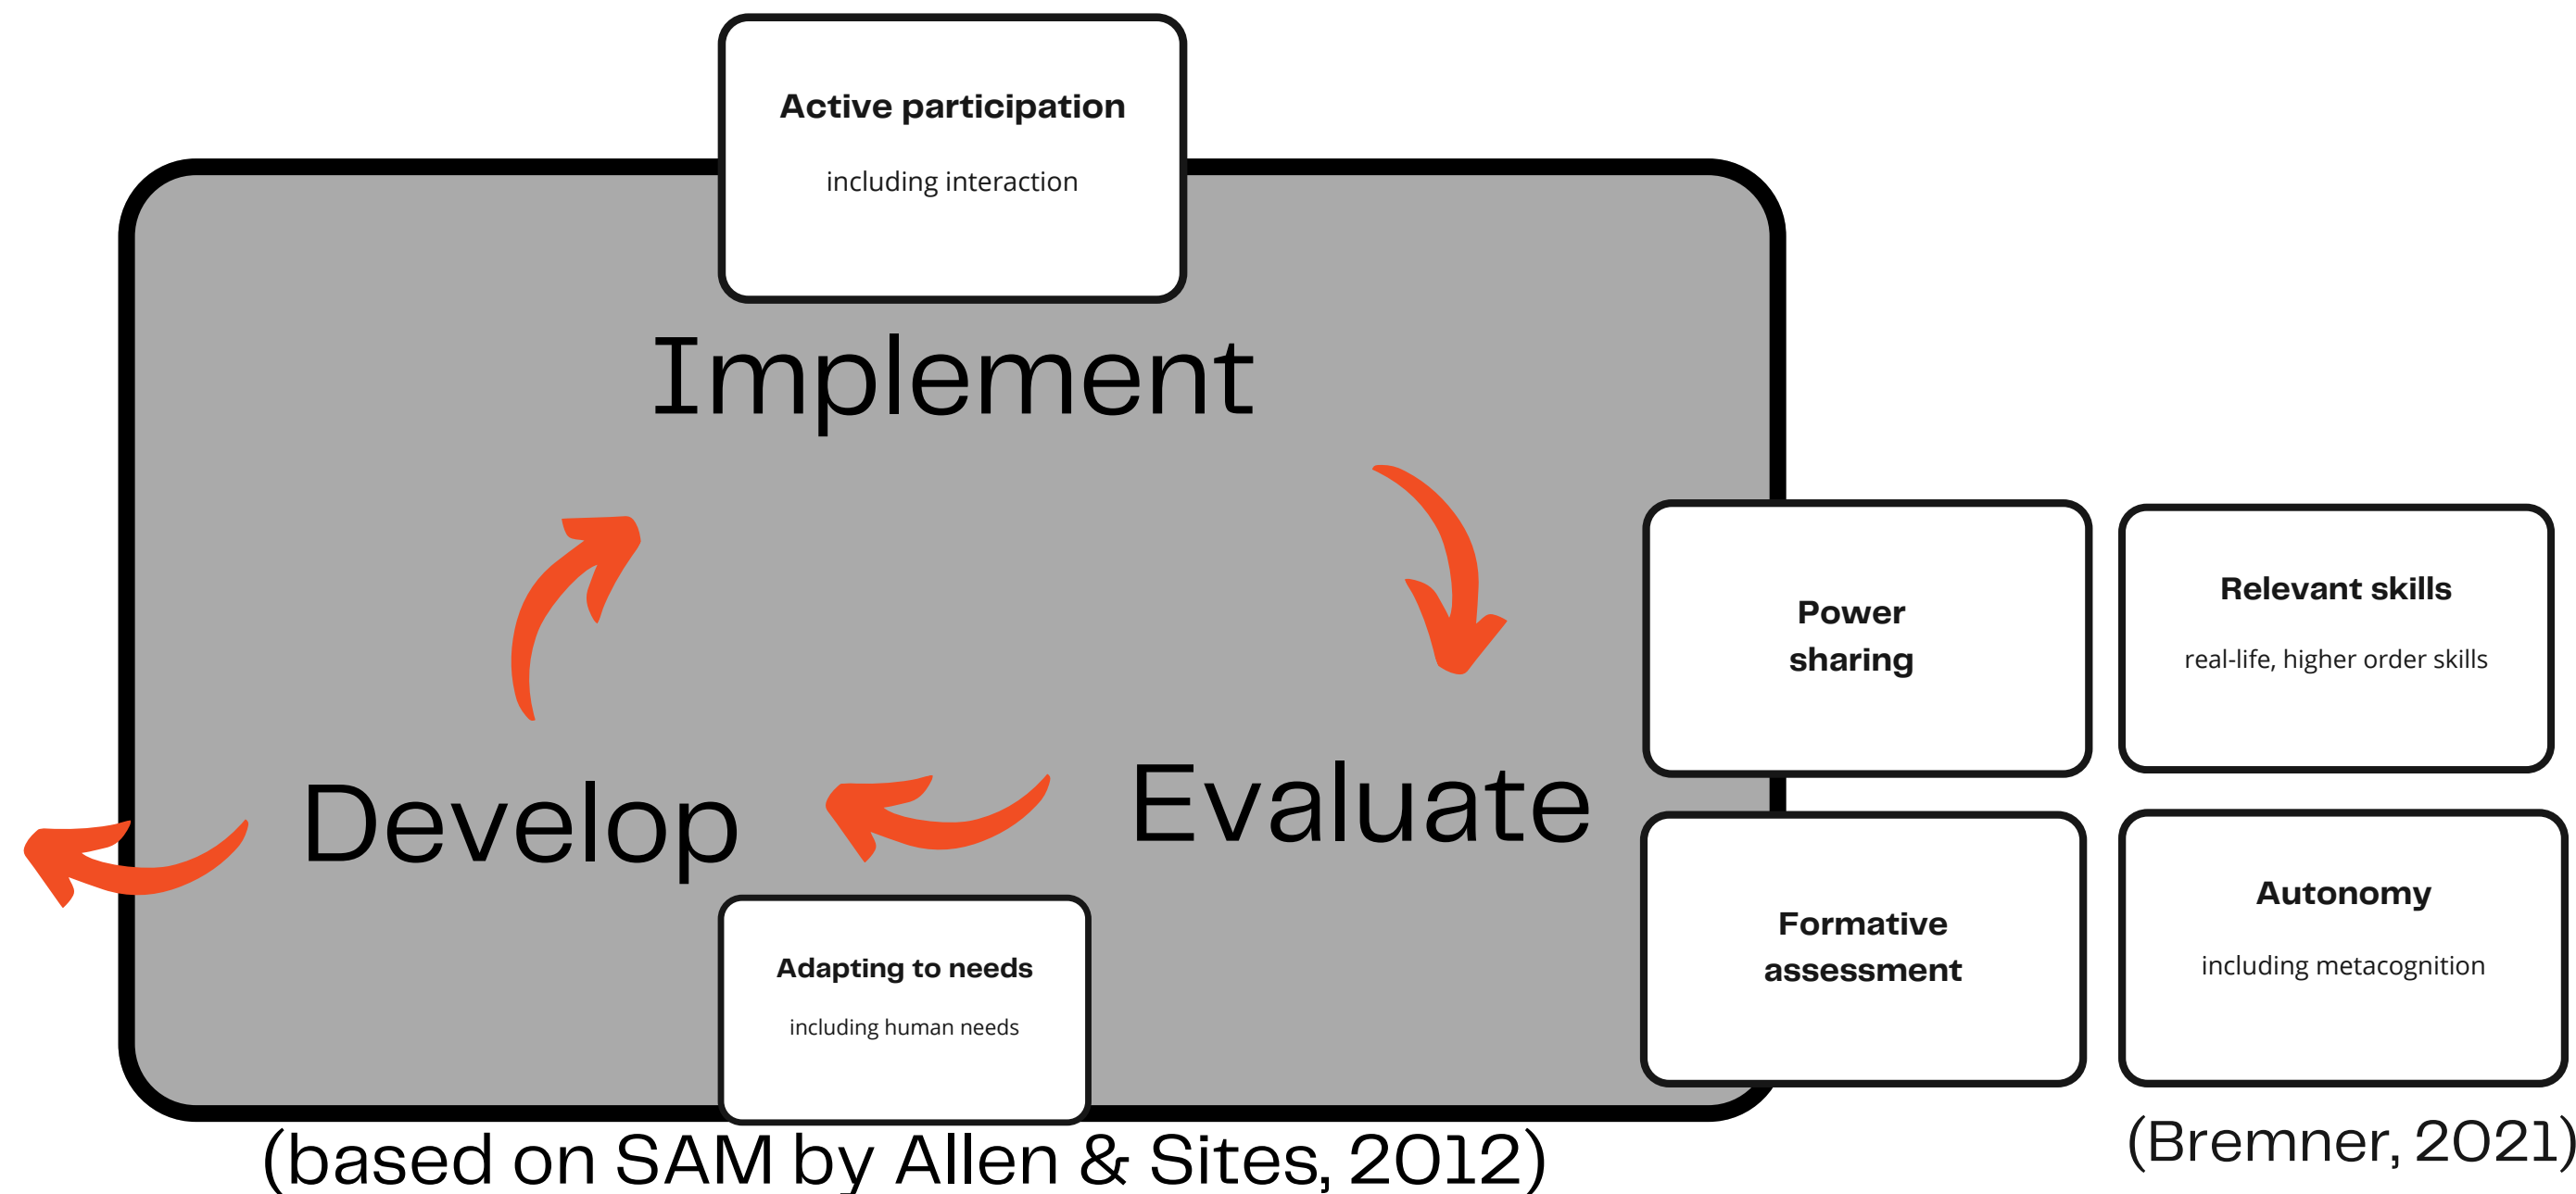 Active participation
including interaction
Implement
Power
sharing
Relevant skills
real-life, higher order skills
Develop
Evaluate
Formative
assessment
Autonomy
including metacognition
Adapting to needs
including human needs
(based on SAM by Allen & Sites, 2012)
(Bremner, 2021)